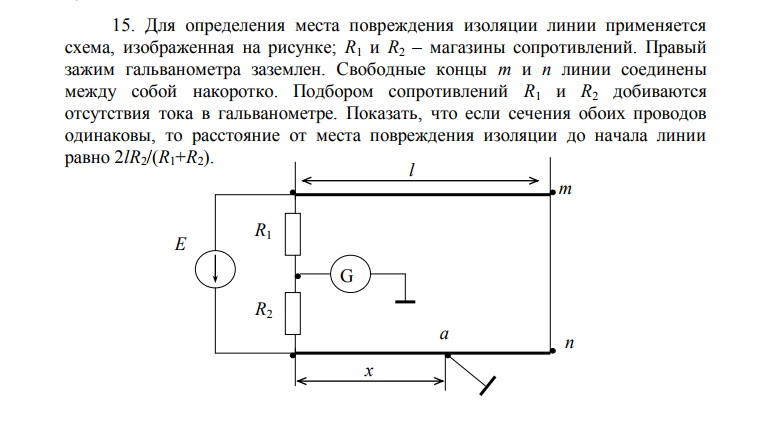 15. Для определения места повреждения изоляции линии применяется
схема, изображенная на рисунке; R₁ и R₂ – магазины сопротивлений. Правый
зажим гальванометра заземлен. Свободные концы m и n линии соединены
между собой накоротко. Подбором сопротивлений R₁ и R₂ добиваются
отсутствия тока в гальванометре. Показать, что если сечения обоих проводов
одинаковы, то расстояние от места повреждения изоляции до начала линии
равно 2lR₂/(R₁+R₂).
l
m
R₁
E
G
R₂
a
n
x